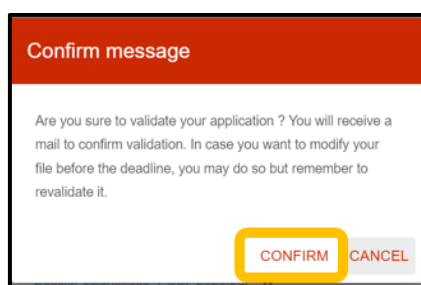 Confirm message
Are you sure to validate your application ? You will receive a
mail to confirm validation. In case you want to modify your
file before the deadline, you may do so but remember to
revalidate it.
CONFIRM CANCEL